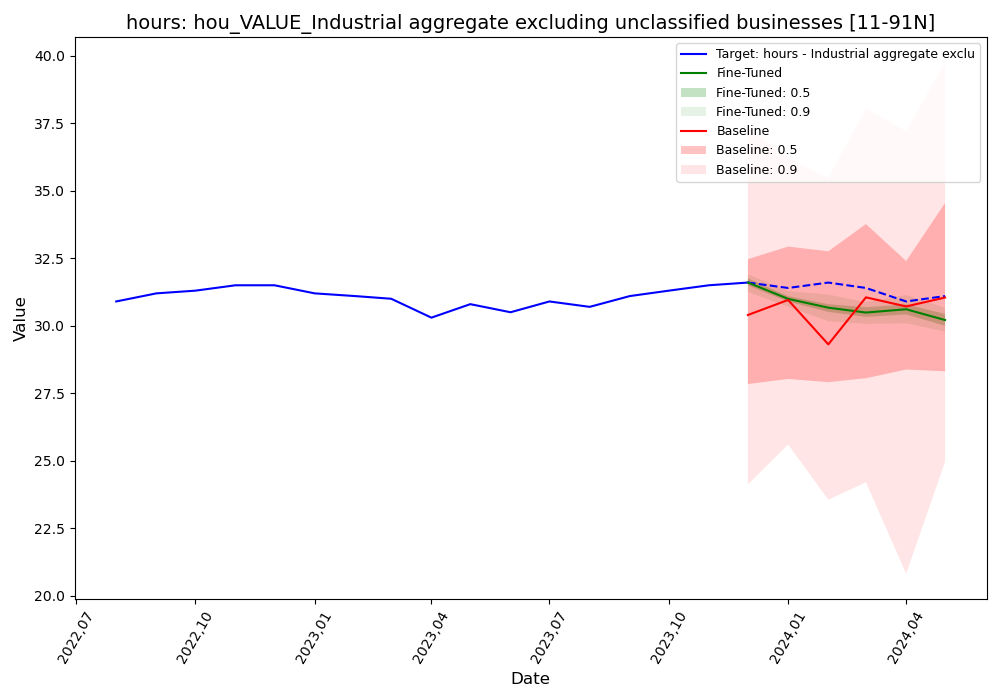 hours: hou_VALUE_Industrial aggregate excluding unclassified businesses [11-91N]
Target: hours - Industrial aggregate exclu
Fine-Tuned
Fine-Tuned: 0.5
Fine-Tuned: 0.9
Baseline
Baseline: 0.5
Baseline: 0.9
Value
40.0
37.5
35.0
32.5
30.0
27.5
25.0
22.5
20.0
2022.07
2022.10
2023.01
2023.04
2023.07
2023.10
2024.01
2024.04
Date